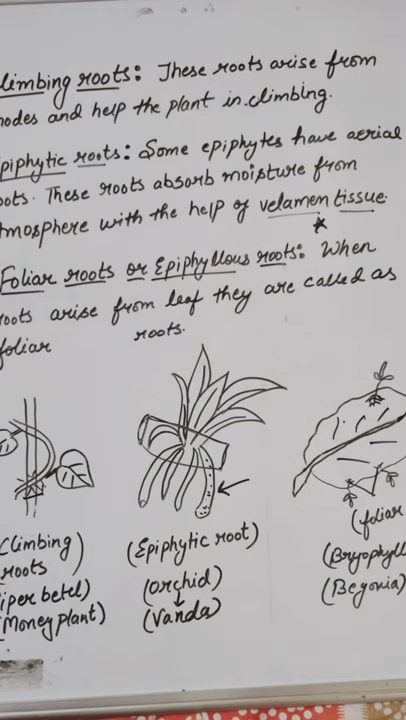 limbing roots: These roots arise from
nodes and help the plant in climbing.
piphytic roots: Some epiphytes have aerial
oots. These roots absorb moisture from
tmosphere with the help of velamen tissue.
Foliar roots or Epiphyllous roots: When
oots arise from leaf they are called as
foliar roots.
(Climbing roots)
iper betel)
(Money plant)
(Epiphytic root)
(orchid)
(Vanda)
(foliar
(Bryophyll
(Begonia)